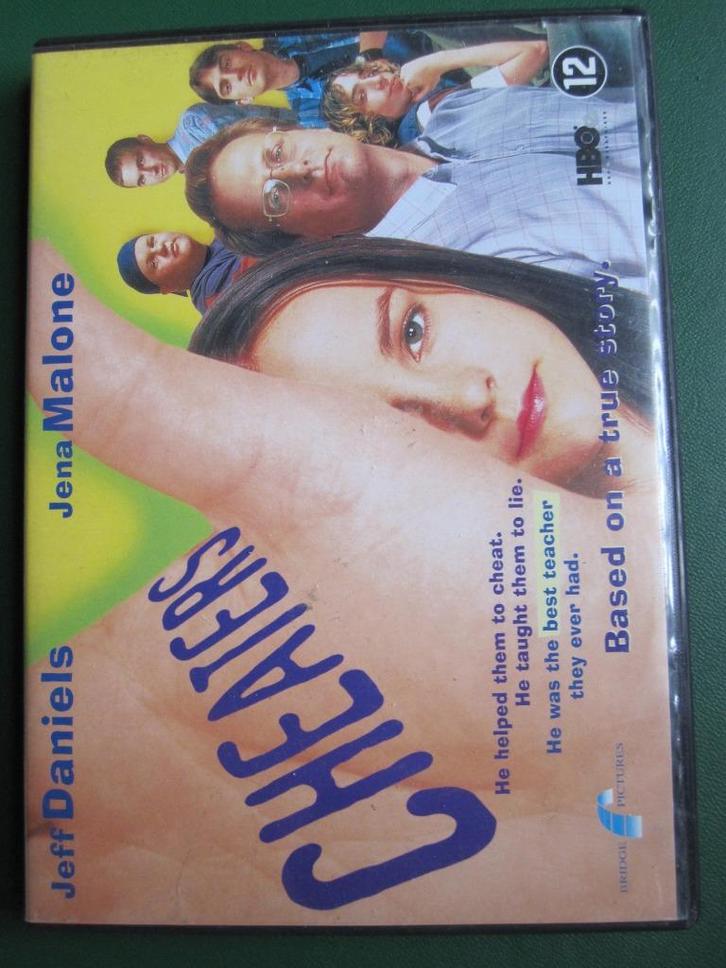 Jeff Daniels
Jena Malone
CHEATERS
He helped them to cheat.
He taught them to lie.
He was the best teacher
they ever had.
Based on a true story.
BRIDGE PICTURES
12
HBO